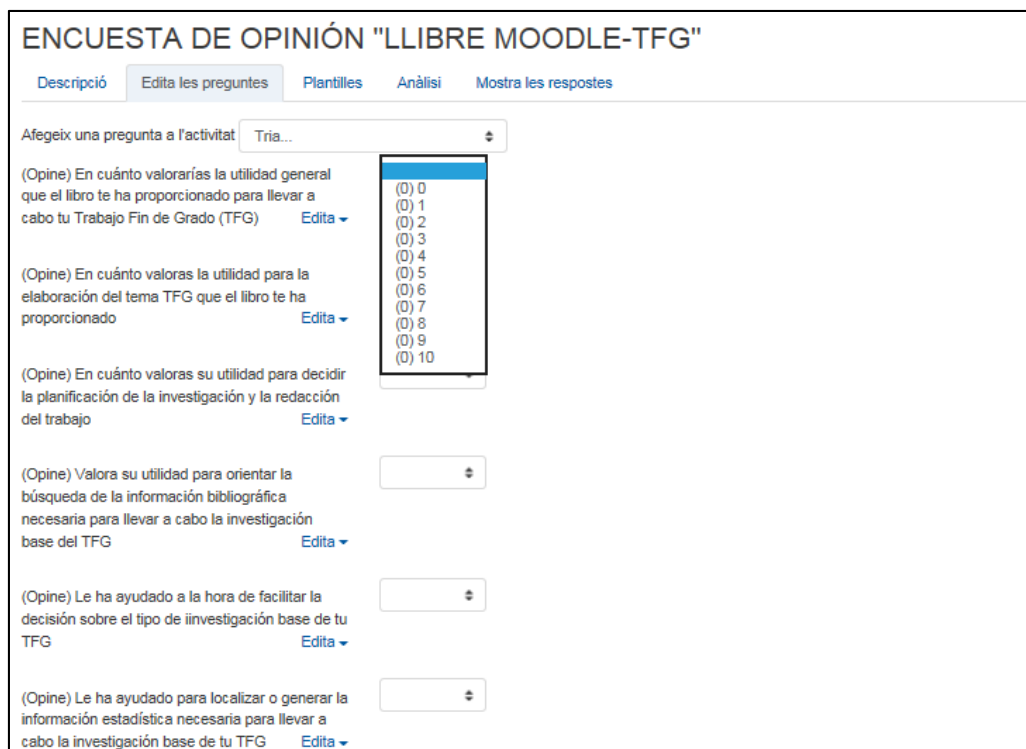 ENCUESTA DE OPINIÓN "LLIBRE MOODLE-TFG"
Descripció Edita les preguntes Plantilles Anàlisi Mostra les respostes
Afegeix una pregunta a l'activitat Tria...
(Opine) En cuánto valorarías la utilidad general
que el libro te ha proporcionado para llevar a
cabo tu Trabajo Fin de Grado (TFG) Edita
(0) 0
(0) 1
(0) 2
(0) 3
(0) 4
(0) 5
(0) 6
(0) 7
(0) 8
(0) 9
(0) 10
(Opine) En cuánto valoras la utilidad para la
elaboración del tema TFG que el libro te ha
proporcionado Edita
(Opine) En cuánto valoras su utilidad para decidir
la planificación de la investigación y la redacción
del trabajo Edita
(Opine) Valora su utilidad para orientar la
búsqueda de la información bibliográfica
necesaria para llevar a cabo la investigación
base del TFG Edita
(Opine) Le ha ayudado a la hora de facilitar la
decisión sobre el tipo de iinvestigación base de tu
TFG Edita
(Opine) Le ha ayudado para localizar o generar la
información estadística necesaria para llevar a
cabo la investigación base de tu TFG Edita